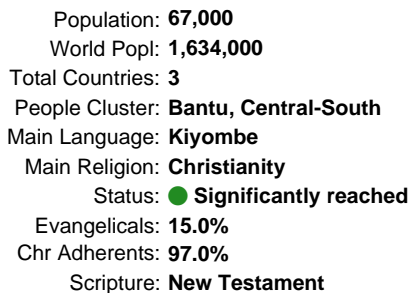 Population: 67,000
World Popl: 1,634,000
Total Countries: 3
People Cluster: Bantu, Central-South
Main Language: Kiyombe
Main Religion: Christianity
Status: Significantly reached
Evangelicals: 15.0%
Chr Adherents: 97.0%
Scripture: New Testament